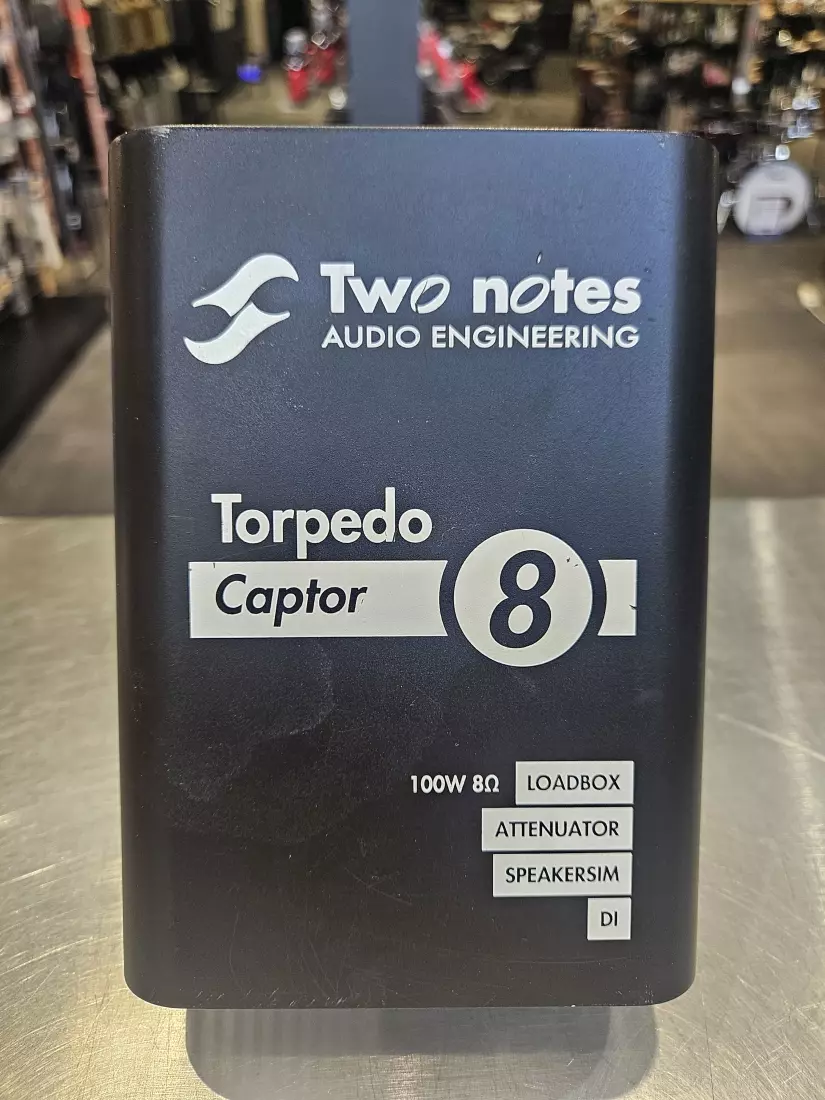 Two notes
AUDIO ENGINEERING
Torpedo
Captor 8
100W 8Ω LOADBOX
ATTENUATOR
SPEAKERSIM
DI